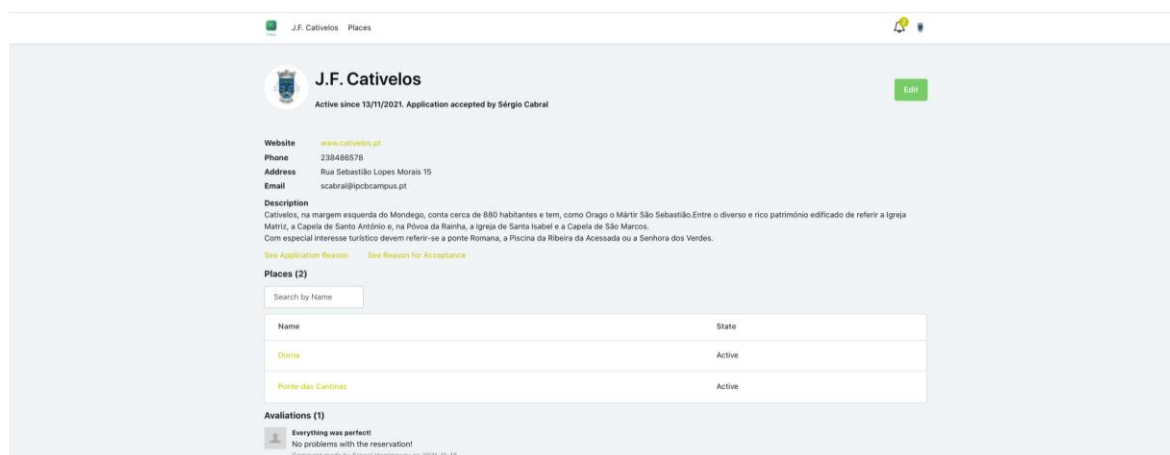 J.F. Cativelos Places
2
J.F. Cativelos
Active since 13/11/2021. Application accepted by Sérgio Cabral
Edit
Website www.cativelos.pt
Phone 238486578
Address Rua Sebastião Lopes Morais 15
Email scabral@ipcbcampus.pt
Description
Cativelos, na margem esquerda do Mondego, conta cerca de 880 habitantes e tem, como Orago o Mártir São Sebastião.Entre o diverso e rico património edificado de referir a Igreja
Matriz, a Capela de Santo António e, na Póvoa da Rainha, a Igreja de Santa Isabel e a Capela de São Marcos.
Com especial interesse turístico devem referir-se a ponte Romana, a Piscina da Ribeira da Acessada ou a Senhora dos Verdes.
See Application Reason See Reason for Acceptance
Places (2)
Search by Name
Name State
Dorna Active
Ponte das Cantinas Active
Avaliations (1)
Everything was perfect!
No problems with the reservation!
Comment made by